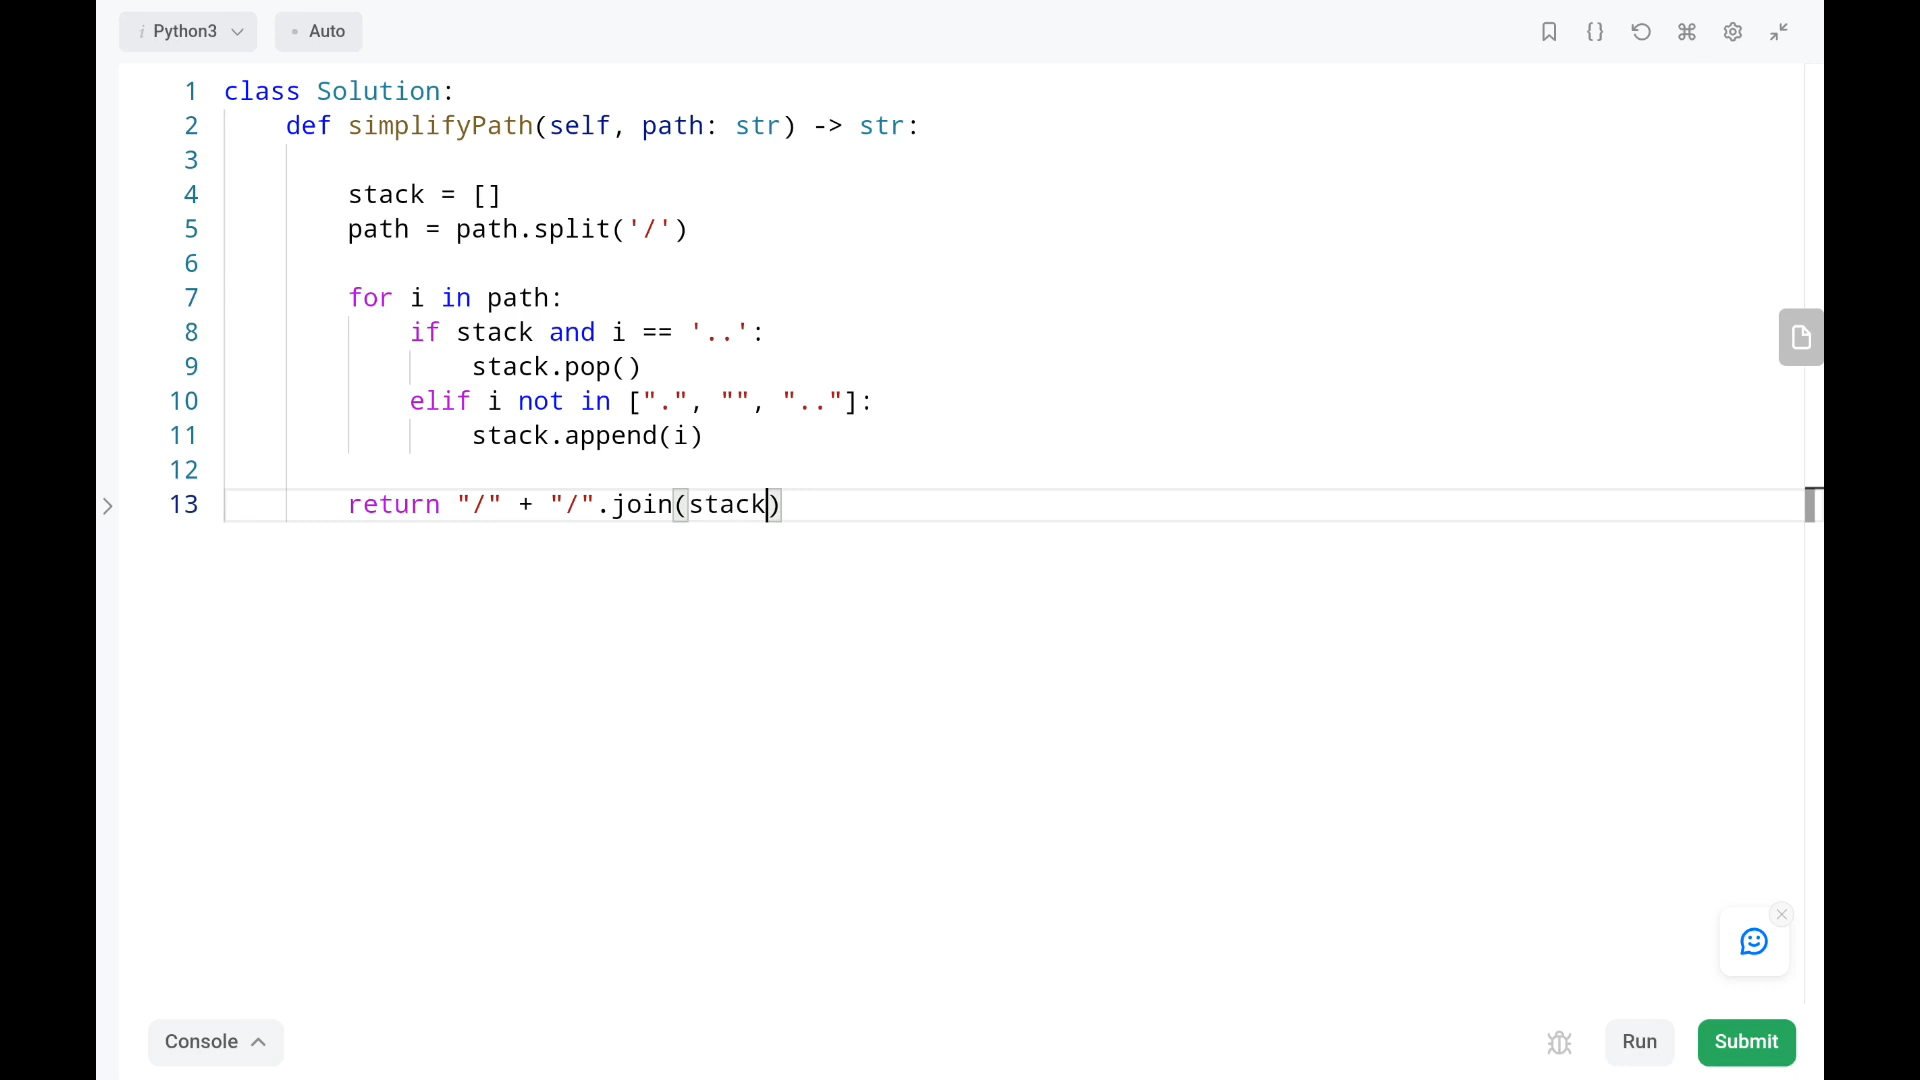 i Python3 Auto
1 class Solution:
2     def simplifyPath(self, path: str) -> str:
3
4         stack = []
5         path = path.split('/')
6
7         for i in path:
8             if stack and i == '..':
9                 stack.pop()
10             elif i not in [".", "", ".."]:
11                 stack.append(i)
12
13         return "/" + "/".join(stack)
Console Run Submit